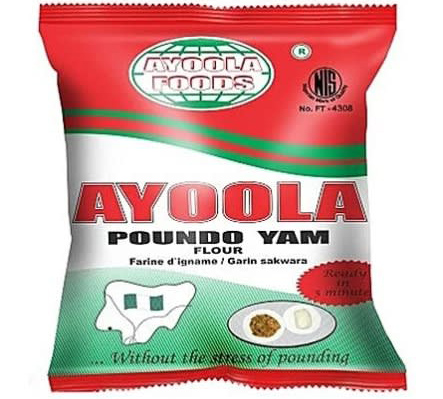 AYOOLA
FOODS
®
NIS
No. FT - 4308
AYOOLA
POUNDO YAM
FLOUR
Farine d'igname / Garin sakwara
Ready
in
5 minutes
... Without the stress of pounding